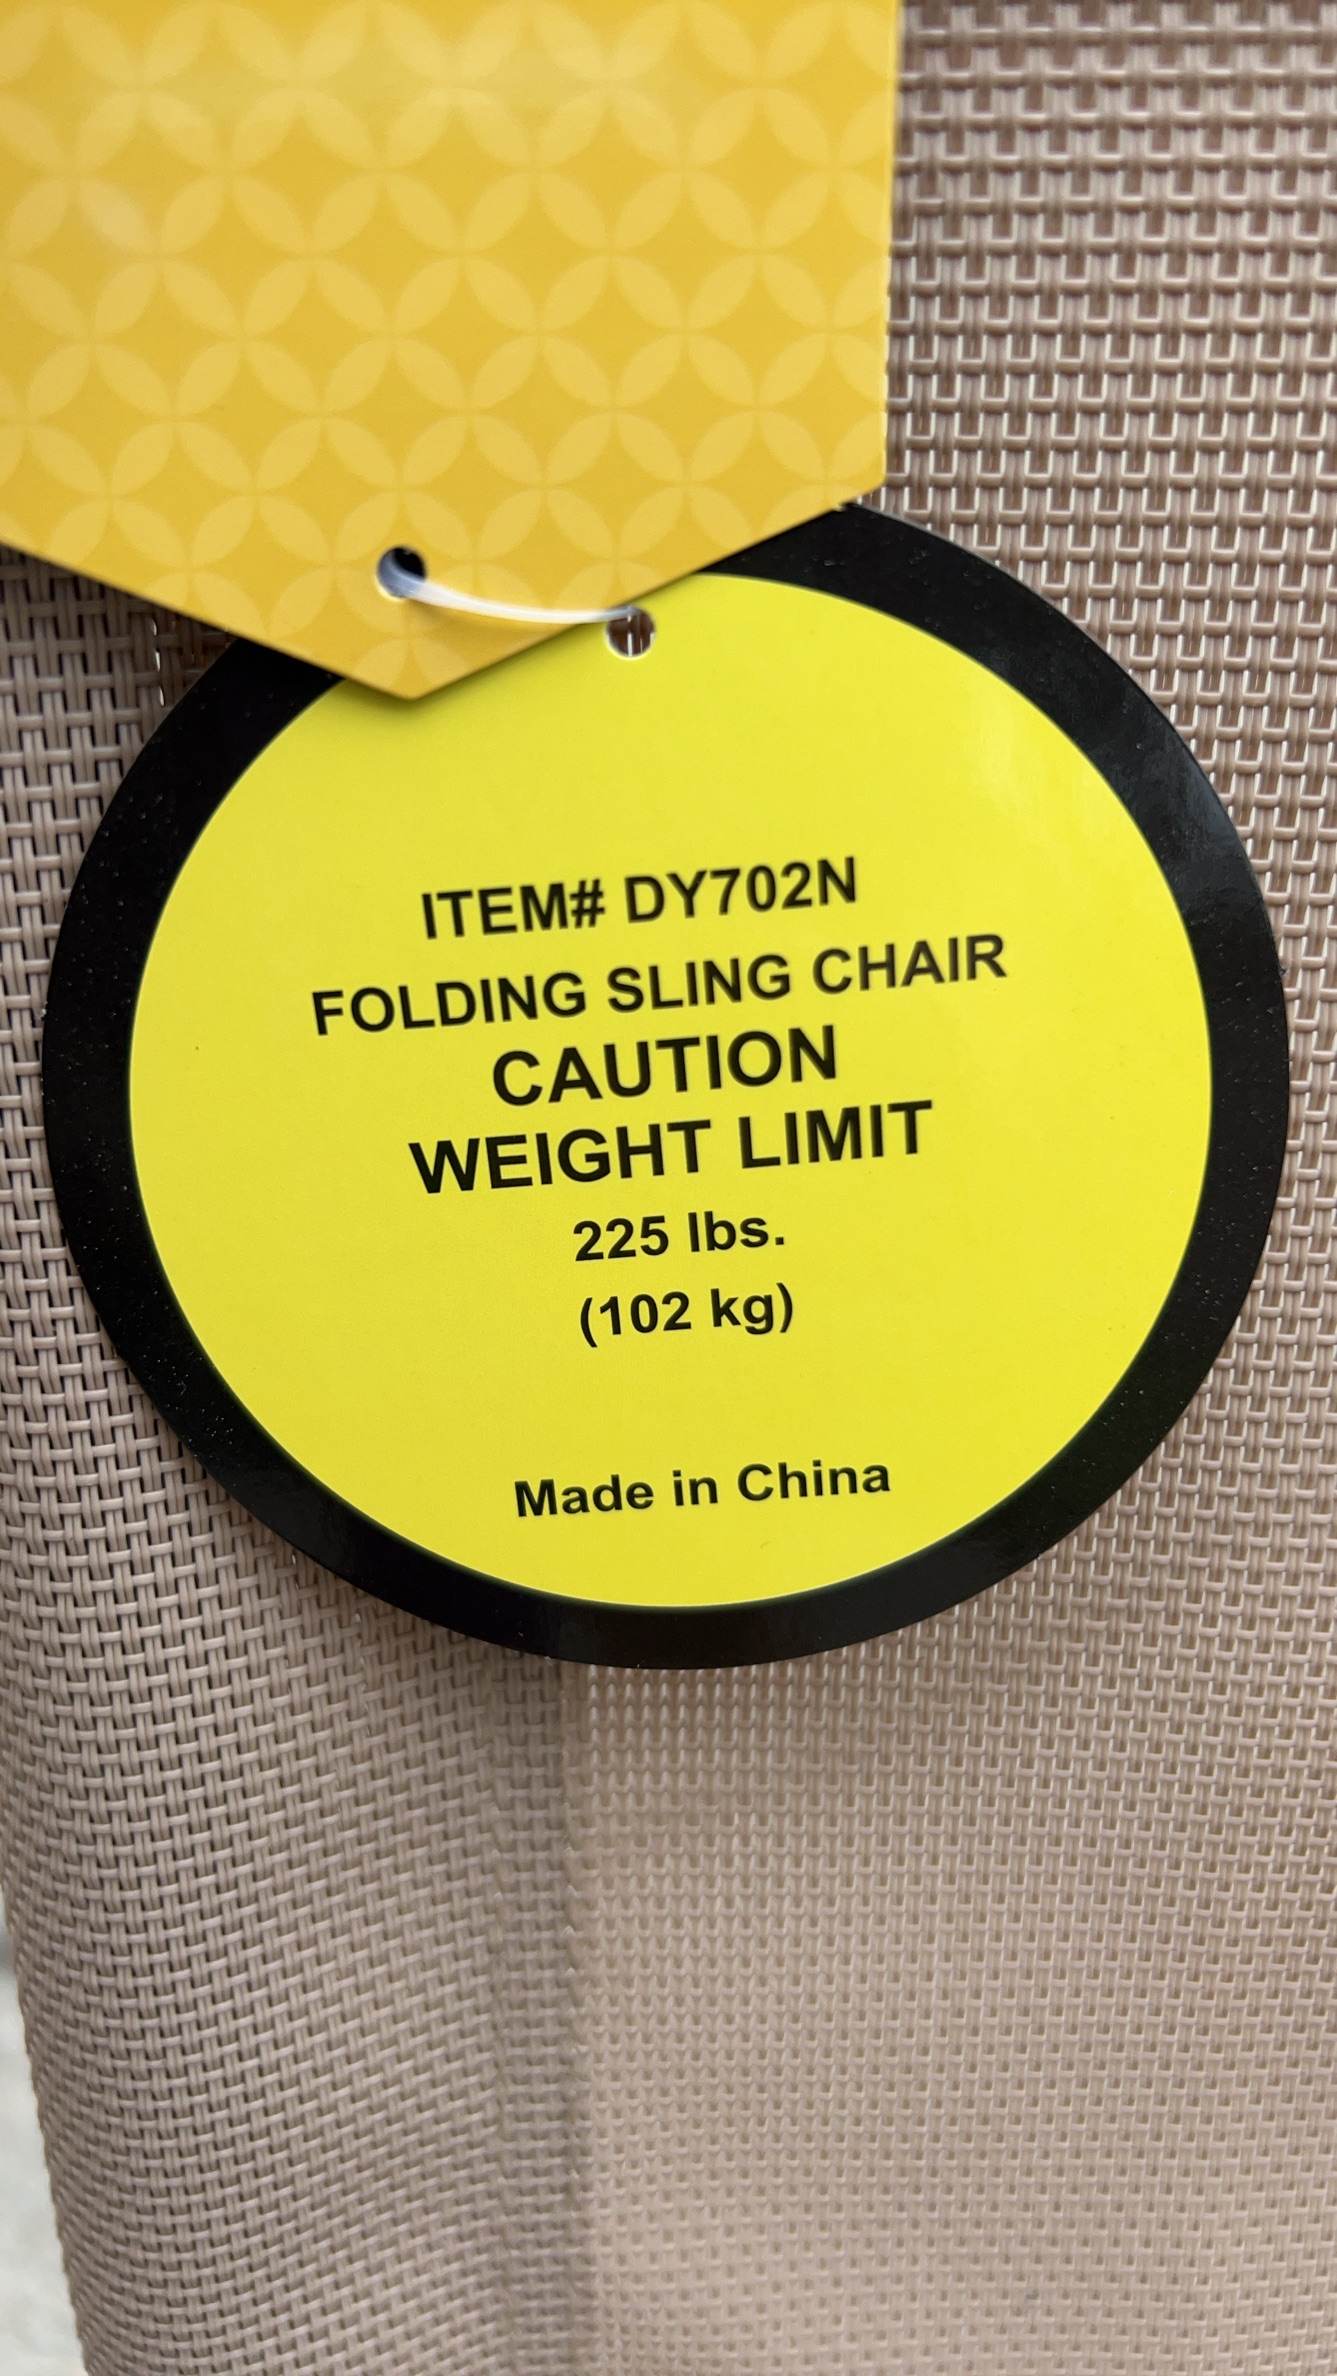 ITEM# DY702N
FOLDING SLING CHAIR
CAUTION
WEIGHT LIMIT
225 lbs.
(102 kg)
Made in China